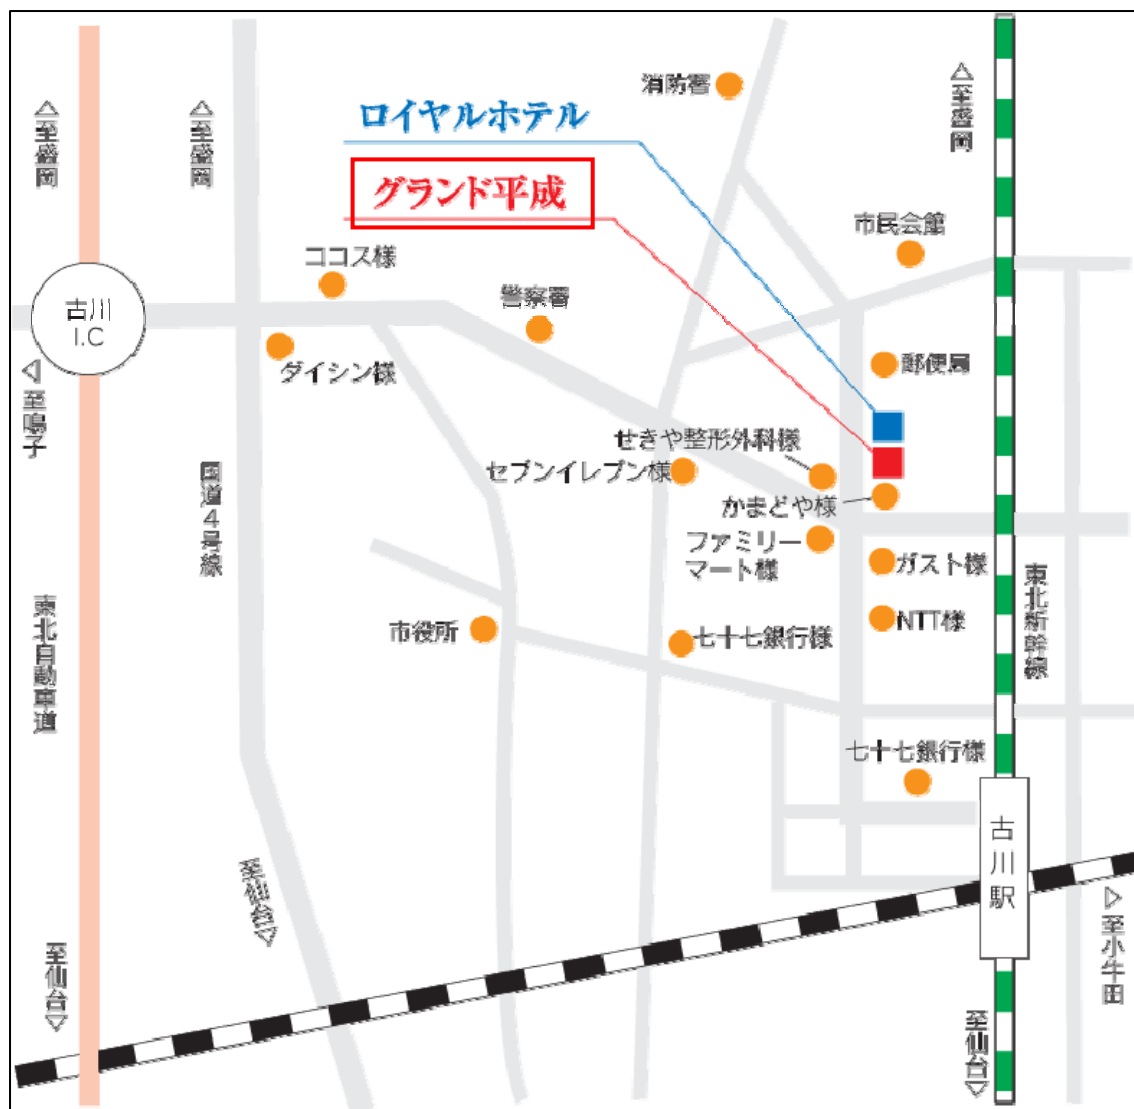 消防署
ロイヤルホテル
至盛岡
至盛岡
至盛岡
グランド平成
市民会館
ココス様
警察署
古川
I.C
ダイシン様
郵便局
至鳴子
せきや整形外科様
セブンイレブン様
かまどや様
国道4号線
ファミリー
マート様
ガスト様
東北新幹線
東北自動車道
市役所
七十七銀行様
NTT様
七十七銀行様
古川駅
至仙台
至小牛田
至仙台
至仙台